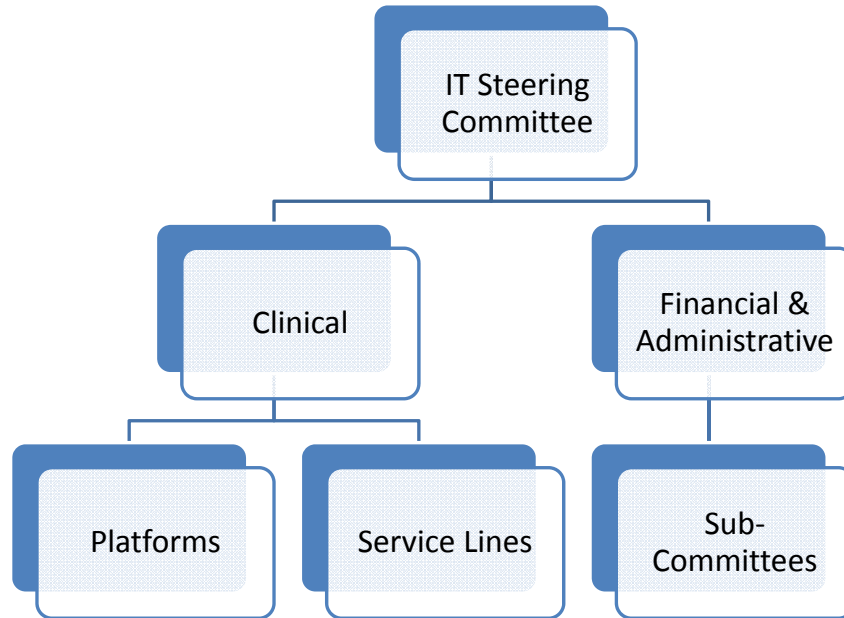 IT Steering
Committee
Clinical
Financial &
Administrative
Platforms
Service Lines
Sub-
Committees